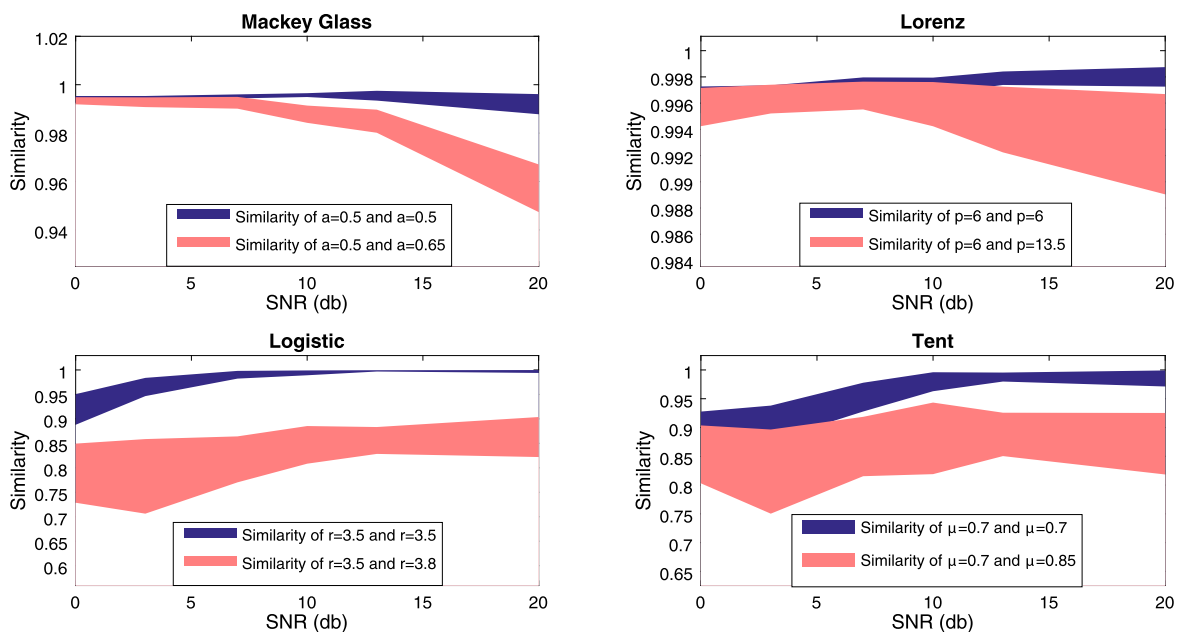 Mackey Glass
1.02
1
0.98
0.96
0.94
Similarity
Similarity of a=0.5 and a=0.5
Similarity of a=0.5 and a=0.65
0 5 10 15 20
SNR (db)
Lorenz
1
0.998
0.996
0.994
0.992
0.99
0.988
0.986
0.984
Similarity
Similarity of p=6 and p=6
Similarity of p=6 and p=13.5
0 5 10 15 20
SNR (db)
Logistic
1
0.95
0.9
0.85
0.8
0.75
0.7
0.65
0.6
Similarity
Similarity of r=3.5 and r=3.5
Similarity of r=3.5 and r=3.8
0 5 10 15 20
SNR (db)
Tent
1
0.95
0.9
0.85
0.8
0.75
0.7
0.65
Similarity
Similarity of μ=0.7 and μ=0.7
Similarity of μ=0.7 and μ=0.85
0 5 10 15 20
SNR (db)